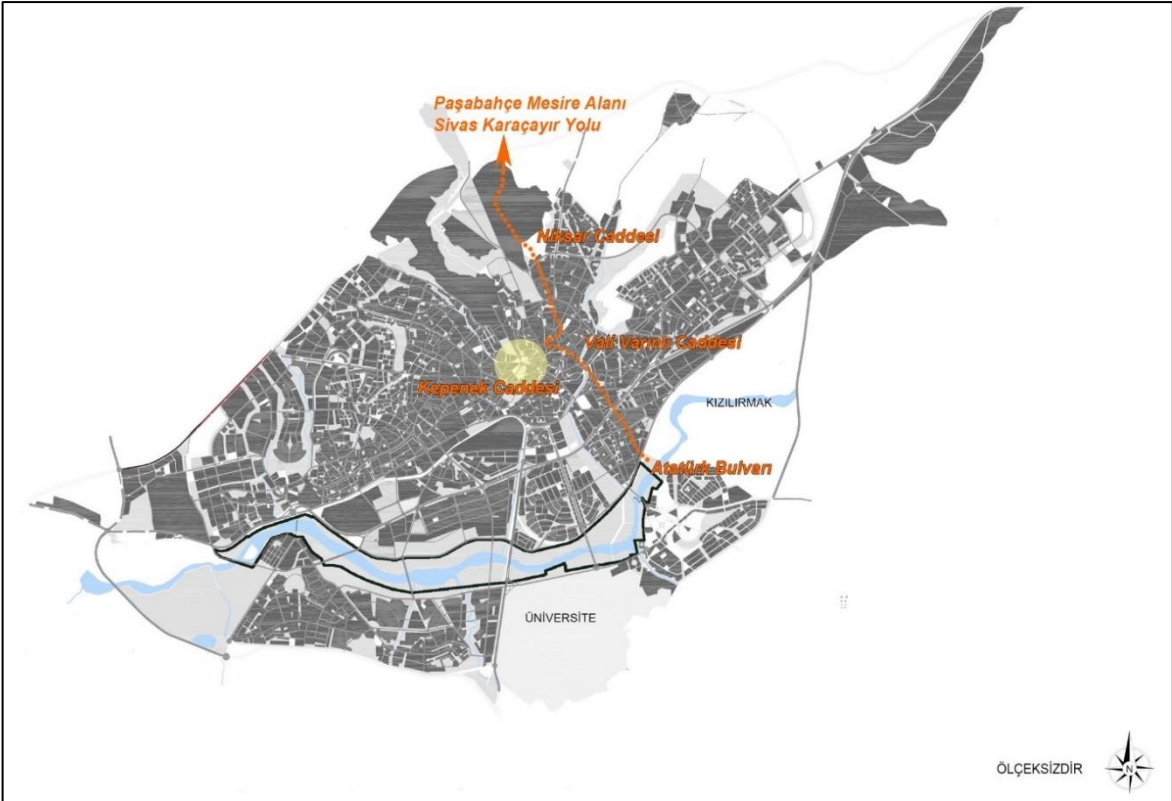 Paşabahçe Mesire Alanı
Sivas Karaçayır Yolu
Niksar Caddesi
Vali Varinli Caddesi
Kepenek Caddesi
KIZILIRMAK
Atatürk Bulvarı
ÜNİVERSİTE
ÖLÇEKSİZDİR
N